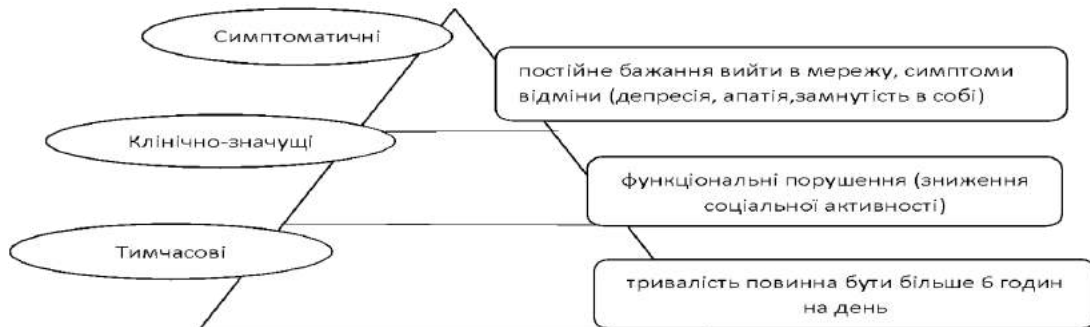 Симптоматичні
постійне бажання вийти в мережу, симптоми
відміни (депресія, апатія,замнутість в собі)
Клінічно-значущі
функціональні порушення (зниження
соціальної активності)
Тимчасові
тривалість повинна бути більше 6 годин
на день